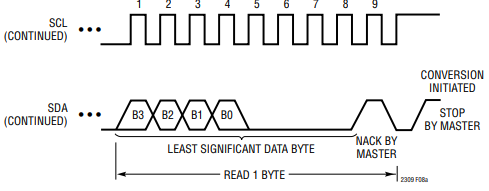 1 2 3 4 5 6 7 8 9
SCL
(CONTINUED)
CONVERSION
INITIATED
SDA
(CONTINUED)
B3 B2 B1 B0
STOP
BY MASTER
LEAST SIGNIFICANT DATA BYTE
NACK BY
MASTER
READ 1 BYTE
2309 F08a